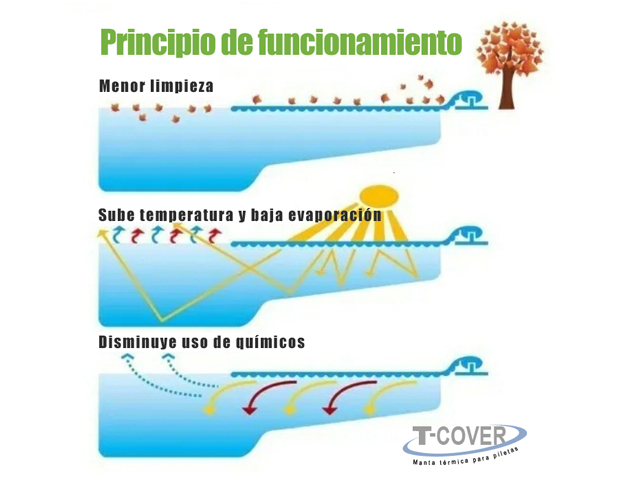 Principio de funcionamiento
Menor limpieza
Sube temperatura y baja evaporación
Disminuye uso de químicos
T-COVER
Manta térmica para piletas